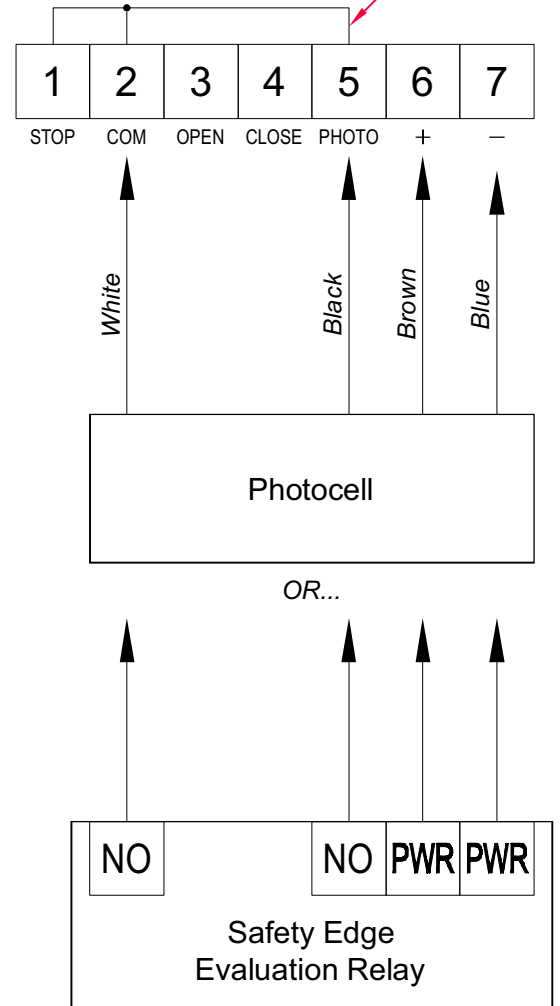 1 2 3 4 5 6 7
STOP COM OPEN CLOSE PHOTO + −
White Black Brown Blue
Photocell
OR...
NO NO PWR PWR
Safety Edge
Evaluation Relay